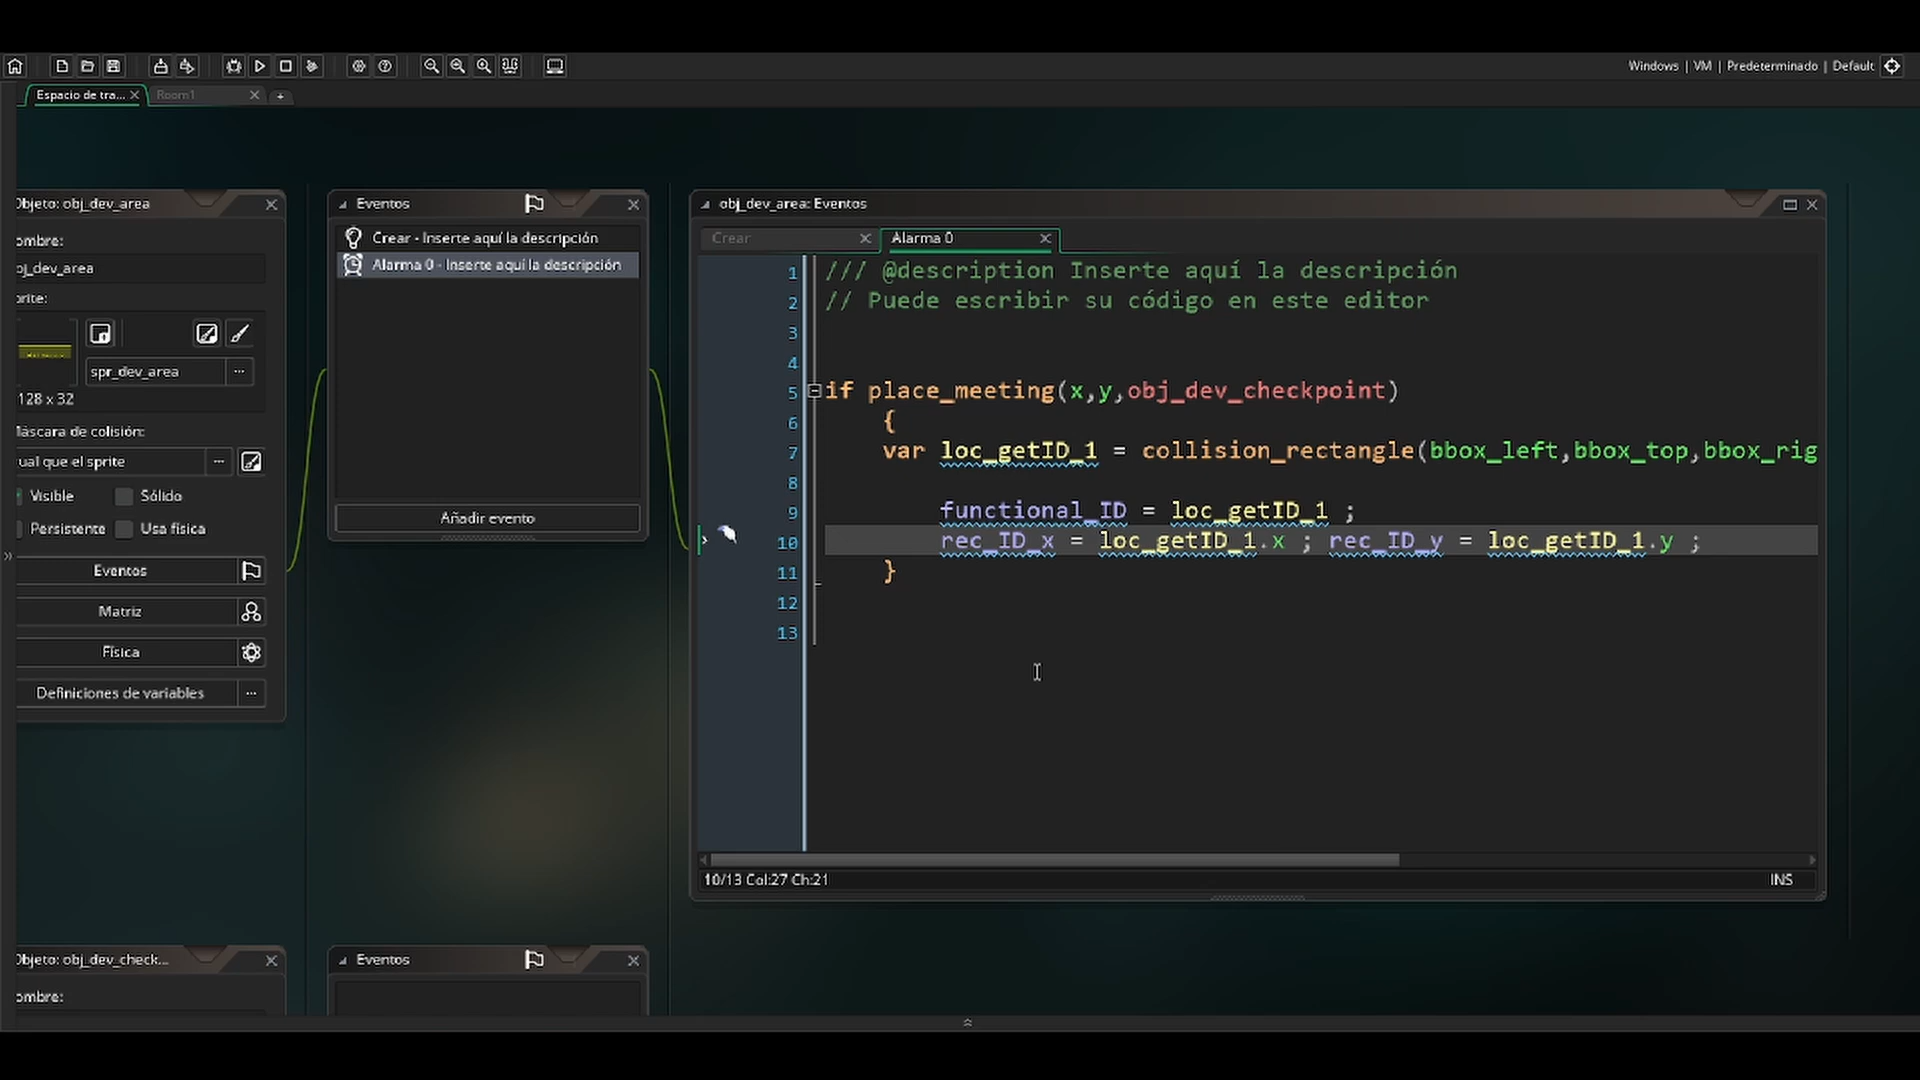 Windows | VM | Predeterminado | Default
Espacio de tra...
Room1
Objeto: obj_dev_area
ombre:
bj_dev_area
prite:
spr_dev_area
128 x 32
Máscara de colisión:
ual que el sprite
Visible
Sólido
Persistente
Usa física
Eventos
Matriz
Física
Definiciones de variables
Eventos
Crear - Inserte aquí la descripción
Alarma 0 - Inserte aquí la descripción
Añadir evento
obj_dev_area: Eventos
Crear
Alarma 0
1 /// @description Inserte aquí la descripción
2 // Puede escribir su código en este editor
3
4
5 if place_meeting(x,y,obj_dev_checkpoint)
6 {
7 var loc_getID_1 = collision_rectangle(bbox_left,bbox_top,bbox_rig
8
9 functional_ID = loc_getID_1 ;
10 rec_ID_x = loc_getID_1.x ; rec_ID_y = loc_getID_1.y ;
11 }
12
13
10/13 Col:27 Ch:21
INS
Objeto: obj_dev_check...
ombre:
Eventos